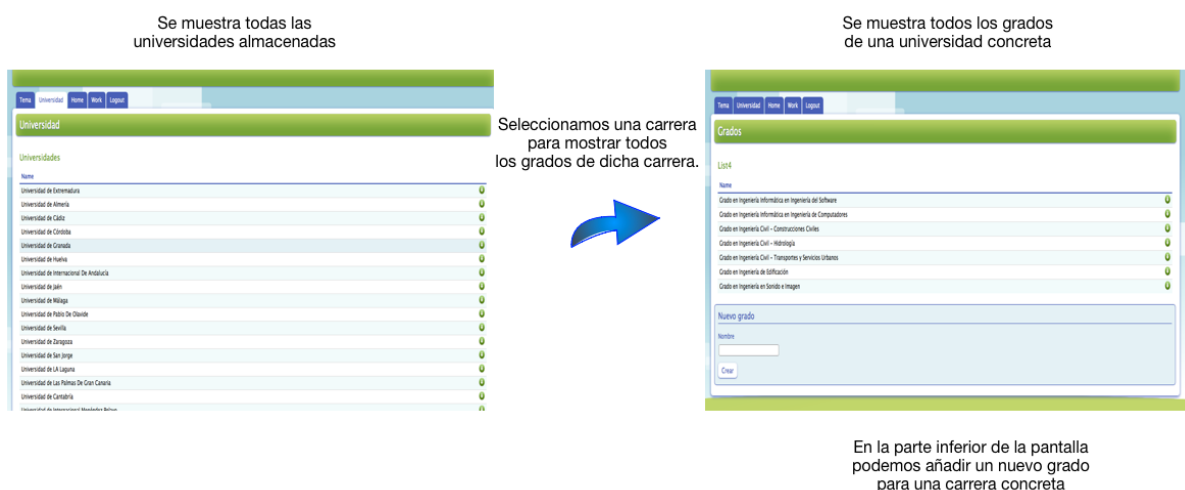 Se muestra todas las
universidades almacenadas
Tema Universidad Home Work Logout
Universidad
Universidades
Name
Universidad de Extremadura
Universidad de Almería
Universidad de Cádiz
Universidad de Córdoba
Universidad de Granada
Universidad de Huelva
Universidad de Internacional De Andalucía
Universidad de Jaén
Universidad de Málaga
Universidad de Pablo De Olavide
Universidad de Sevilla
Universidad de Zaragoza
Universidad de San Jorge
Universidad de LA Laguna
Universidad de Las Palmas De Gran Canaria
Universidad de Cantabria
Universidad de Internacional Menéndez Pelayo
Seleccionamos una carrera
para mostrar todos
los grados de dicha carrera.
Se muestra todos los grados
de una universidad concreta
Tema Universidad Home Work Logout
Grados
List4
Name
Grado en Ingeniería Informática en Ingeniería del Software
Grado en Ingeniería Informática en Ingeniería de Computadores
Grado en Ingeniería Civil - Construcciones Civiles
Grado en Ingeniería Civil - Hidrología
Grado en Ingeniería Civil - Transportes y Servicios Urbanos
Grado en Ingeniería de Edificación
Grado en Ingeniería en Sonido e Imagen
Nuevo grado
Nombre
Crear
En la parte inferior de la pantalla
podemos añadir un nuevo grado
para una carrera concreta